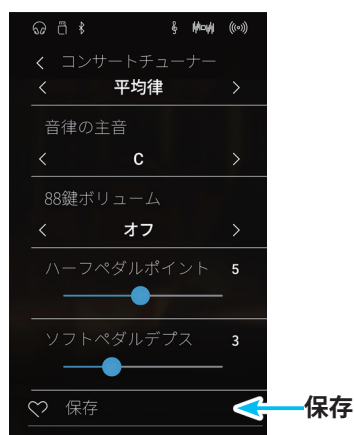 コンサートチューナー
平均律
音律の主音
C
88鍵ボリューム
オフ
ハーフペダルポイント 5
ソフトペダルデプス 3
保存 保存